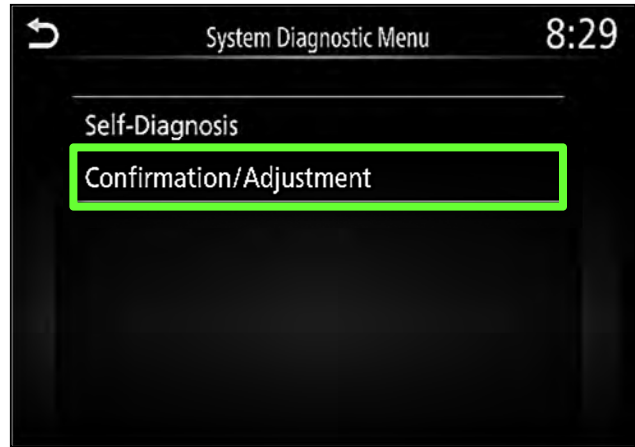 System Diagnostic Menu 8:29
Self-Diagnosis
Confirmation/Adjustment